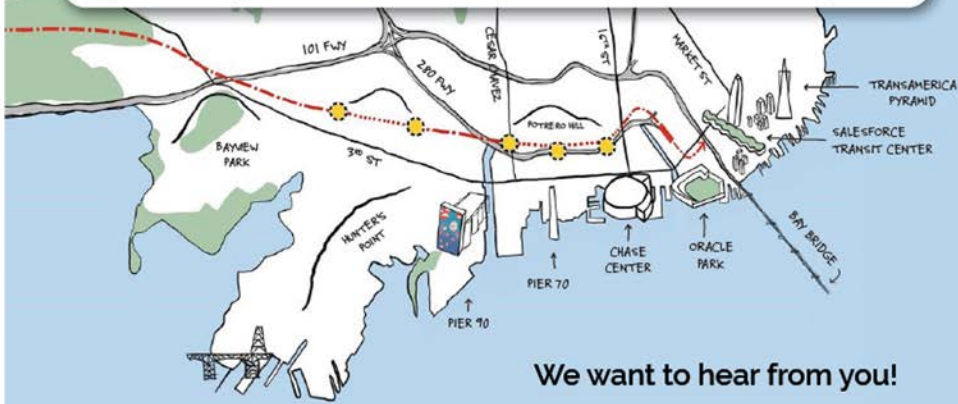 101 FWY
280 FWY
CESAR CHAVEZ
16TH ST
MARKET ST
TRANSAMERICA
PYRAMID
SALESFORCE
TRANSIT CENTER
POTRERO HILL
BAYVIEW
PARK
3RD ST
HUNTER'S
POINT
PIER 90
PIER 70
CHASE
CENTER
ORACLE
PARK
BAY BRIDGE
We want to hear from you!